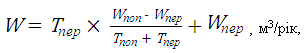 W = Tпер × (Wпоп - Wпер) / (Tпоп + Tпер) + Wпер , м³/рік,